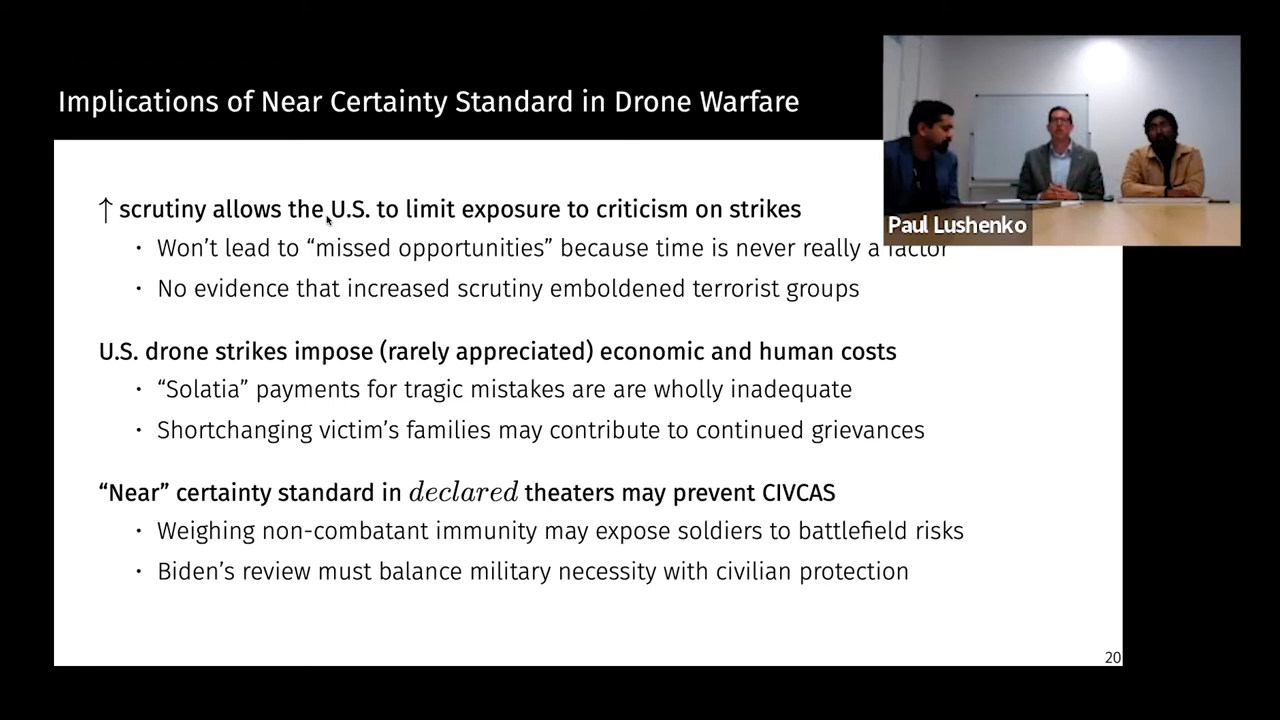 Implications of Near Certainty Standard in Drone Warfare
Paul Lushenko
↑ scrutiny allows the U.S. to limit exposure to criticism on strikes
· Won’t lead to “missed opportunities” because time is never really a factor
· No evidence that increased scrutiny emboldened terrorist groups
U.S. drone strikes impose (rarely appreciated) economic and human costs
· “Solatia” payments for tragic mistakes are are wholly inadequate
· Shortchanging victim’s families may contribute to continued grievances
“Near” certainty standard in declared theaters may prevent CIVCAS
· Weighing non-combatant immunity may expose soldiers to battlefield risks
· Biden’s review must balance military necessity with civilian protection
20